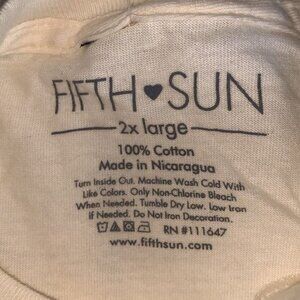 FIFTH♥SUN
2x large
100% Cotton
Made in Nicaragua
Turn Inside Out. Machine Wash Cold With
Like Colors. Only Non-Chlorine Bleach
When Needed. Tumble Dry Low. Low Iron
if Needed. Do Not Iron Decoration.
RN #111647
www.fifthsun.com